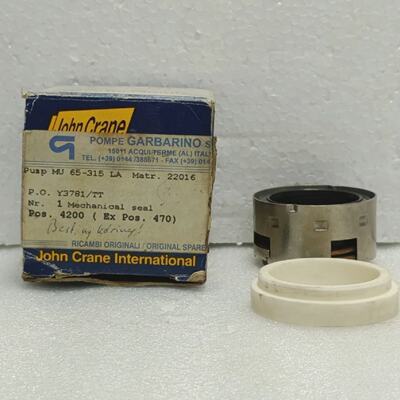 John Crane
POMPE GARBARINO S
15011 ACQUI TERME (AL) ITAL
TEL. (+39) 0144 /388671 - FAX (+39) 014
Pump MU 65-315 LA Matr. 22016
P.O. Y3781/TT
Nr. 1 Mechanical seal
Pos. 4200 ( Ex Pos. 470)
RICAMBI ORIGINALI / ORIGINAL SPARE
John Crane International